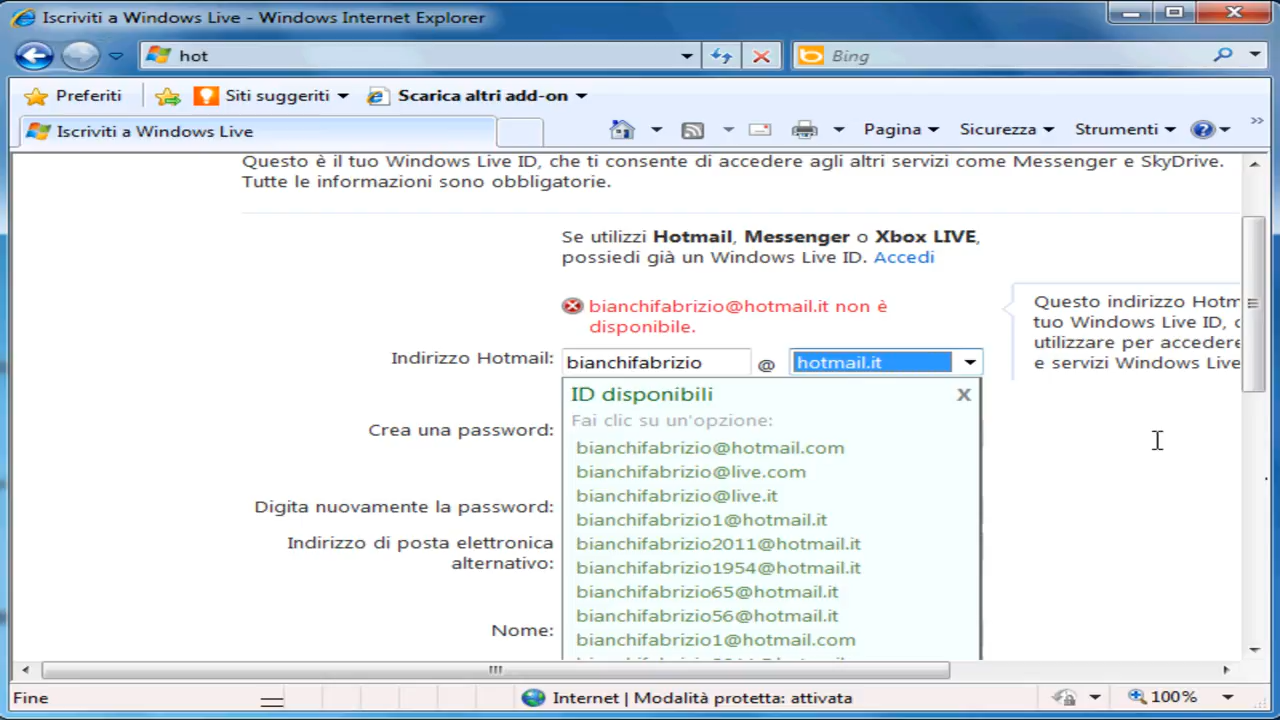 Iscriviti a Windows Live - Windows Internet Explorer
hot
Bing
Preferiti
Siti suggeriti
Scarica altri add-on
Iscriviti a Windows Live
Pagina
Sicurezza
Strumenti
»
Questo è il tuo Windows Live ID, che ti consente di accedere agli altri servizi come Messenger e SkyDrive.
Tutte le informazioni sono obbligatorie.
Se utilizzi Hotmail, Messenger o Xbox LIVE,
possiedi già un Windows Live ID. Accedi
bianchifabrizio@hotmail.it non è
disponibile.
Questo indirizzo Hotm
tuo Windows Live ID, c
utilizzare per accedere
e servizi Windows Live
Indirizzo Hotmail: bianchifabrizio @ hotmail.it
ID disponibili X
Fai clic su un'opzione:
Crea una password:
bianchifabrizio@hotmail.com
bianchifabrizio@live.com
bianchifabrizio@live.it
Digita nuovamente la password:
bianchifabrizio1@hotmail.it
Indirizzo di posta elettronica
alternativo:
bianchifabrizio2011@hotmail.it
bianchifabrizio1954@hotmail.it
bianchifabrizio65@hotmail.it
bianchifabrizio56@hotmail.it
Nome:
bianchifabrizio1@hotmail.com
Fine
Internet | Modalità protetta: attivata
100%